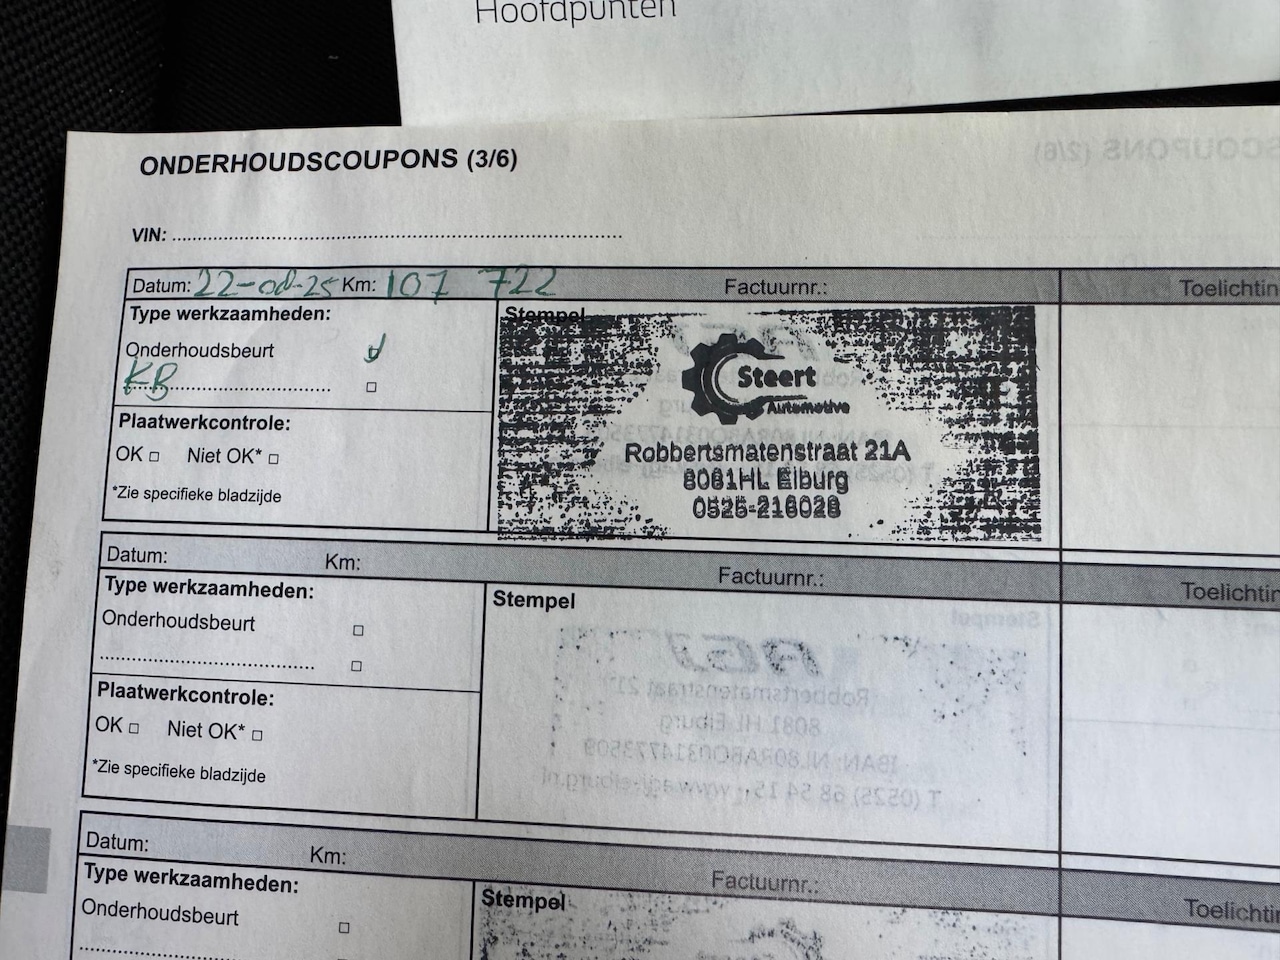 Hoofdpunten
ONDERHOUDSCOUPONS (3/6)
VIN:
Datum: 22-08-25 Km: 107 722 Factuurnr.: Toelichtin
Type werkzaamheden:
Stempel
Onderhoudsbeurt
KB
Steert
Automotive
Robbertsmatenstraat 21A
8081HL Elburg
0525-216028
Plaatwerkcontrole:
OK □ Niet OK* □
*Zie specifieke bladzijde
Datum: Km: Factuurnr.: Toelichtin
Type werkzaamheden:
Stempel
Onderhoudsbeurt □
Plaatwerkcontrole:
OK □ Niet OK* □
*Zie specifieke bladzijde
Datum: Km: Factuurnr.: Toelichtin
Type werkzaamheden:
Stempel
Onderhoudsbeurt □